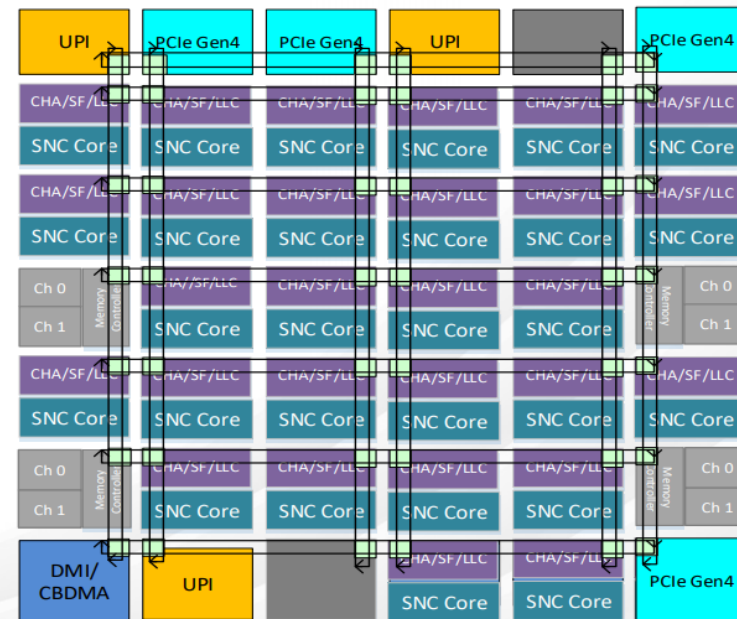 UPI PCIe Gen4 PCIe Gen4 UPI PCIe Gen4
CHA/SF/LLC CHA/SF/LLC CHA/SF/LLC CHA/SF/LLC CHA/SF/LLC CHA/SF/LLC
SNC Core SNC Core SNC Core SNC Core SNC Core SNC Core
CHA/SF/LLC CHA/SF/LLC CHA/SF/LLC CHA/SF/LLC CHA/SF/LLC CHA/SF/LLC
SNC Core SNC Core SNC Core SNC Core SNC Core SNC Core
Ch 0 Memory Controller CHA//SF/LLC CHA/SF/LLC CHA/SF/LLC CHA/SF/LLC Memory Controller Ch 0
Ch 1 SNC Core SNC Core SNC Core SNC Core Ch 1
CHA/SF/LLC CHA/SF/LLC CHA/SF/LLC CHA/SF/LLC CHA/SF/LLC CHA/SF/LLC
SNC Core SNC Core SNC Core SNC Core SNC Core SNC Core
Ch 0 Memory Controller CHA/SF/LLC CHA/SF/LLC CHA/SF/LLC CHA/SF/LLC Memory Controller Ch 0
Ch 1 SNC Core SNC Core SNC Core SNC Core Ch 1
DMI/ CHA/SF/LLC CHA/SF/LLC
CBDMA UPI PCIe Gen4
SNC Core SNC Core